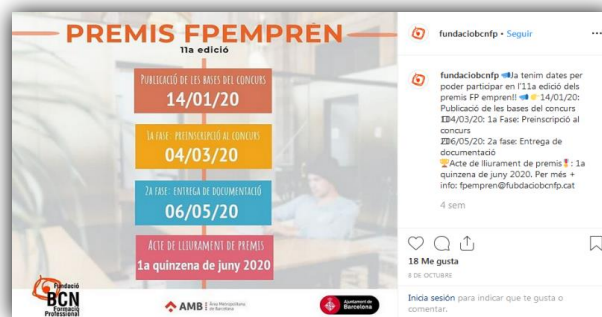 PREMIS FPEMPRÈN
11a edició
PUBLICACIÓ DE LES BASES DEL CONCURS
14/01/20
1A FASE: PREINSCRIPCIÓ AL CONCURS
04/03/20
2A FASE: ENTREGA DE DOCUMENTACIÓ
06/05/20
ACTE DE LLIURAMENT DE PREMIS
1a quinzena de juny 2020
Fundació
BCN
Formació
Professional
AMB
Àrea Metropolitana
de Barcelona
Ajuntament de
Barcelona
fundaciobcnfp • Seguir
fundaciobcnfp 📣Ja tenim dates per
poder participar en l'11a edició dels
premis FP empren!! 📣👉14/01/20:
Publicació de les bases del concurs
1️⃣04/03/20: 1a Fase: Preinscripció al
concurs
2️⃣06/05/20: 2a fase: Entrega de
documentació
🏆Acte de lliurament de premis🎖: 1a
quinzena de juny 2020. Per més +
info: fpempren@fubdaciobcnfp.cat
4 sem
18 Me gusta
8 DE OCTUBRE
Inicia sesión para indicar que te gusta o
comentar.